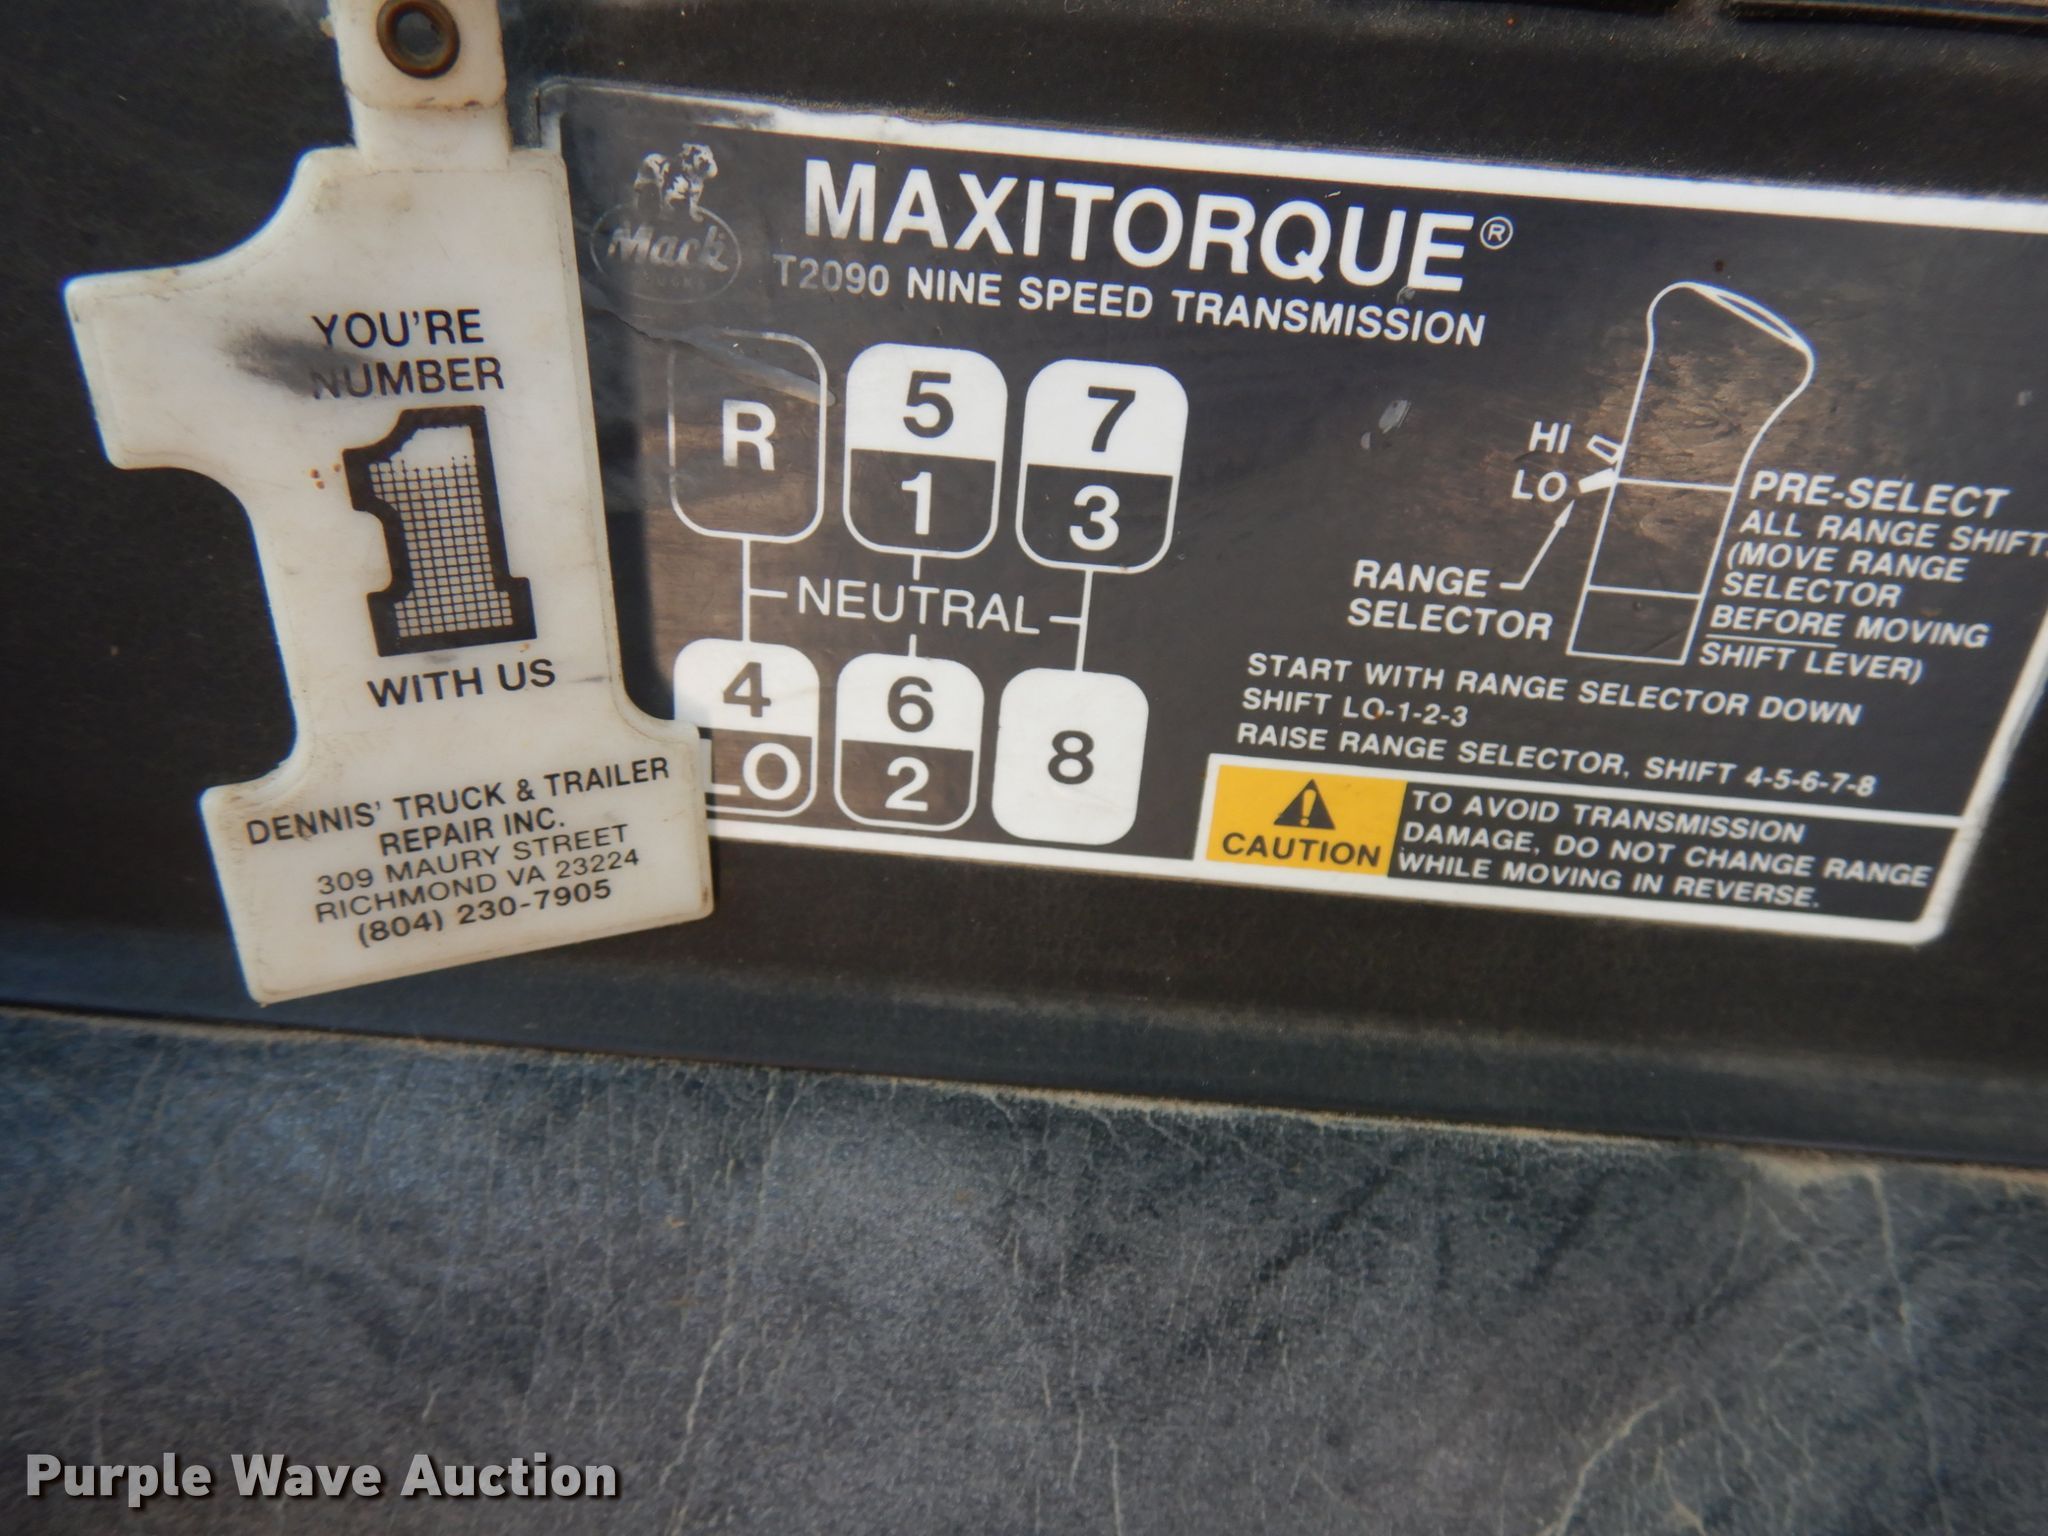 YOU'RE
NUMBER
1
WITH US
DENNIS' TRUCK & TRAILER
REPAIR INC.
309 MAURY STREET
RICHMOND VA 23224
(804) 230-7905
Mack
MAXITORQUE®
T2090 NINE SPEED TRANSMISSION
R
5
1
7
3
NEUTRAL
4
LO
6
2
8
HI
LO
RANGE
SELECTOR
PRE-SELECT
ALL RANGE SHIFTS
(MOVE RANGE
SELECTOR
BEFORE MOVING
SHIFT LEVER)
START WITH RANGE SELECTOR DOWN
SHIFT LO-1-2-3
RAISE RANGE SELECTOR, SHIFT 4-5-6-7-8
CAUTION
TO AVOID TRANSMISSION
DAMAGE, DO NOT CHANGE RANGE
WHILE MOVING IN REVERSE.
Purple Wave Auction